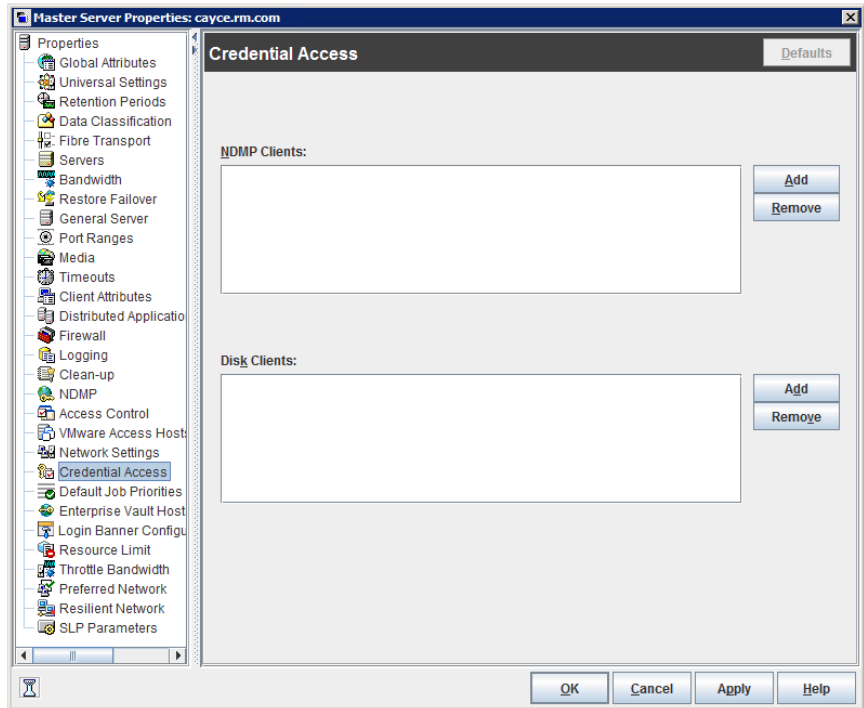 Master Server Properties: cayce.rm.com
Properties
Global Attributes
Universal Settings
Retention Periods
Data Classification
Fibre Transport
Servers
Bandwidth
Restore Failover
General Server
Port Ranges
Media
Timeouts
Client Attributes
Distributed Applicatio
Firewall
Logging
Clean-up
NDMP
Access Control
VMware Access Hosts
Network Settings
Credential Access
Default Job Priorities
Enterprise Vault Host
Login Banner Configu
Resource Limit
Throttle Bandwidth
Preferred Network
Resilient Network
SLP Parameters
Credential Access
Defaults
NDMP Clients:
Add
Remove
Disk Clients:
Add
Remove
OK
Cancel
Apply
Help